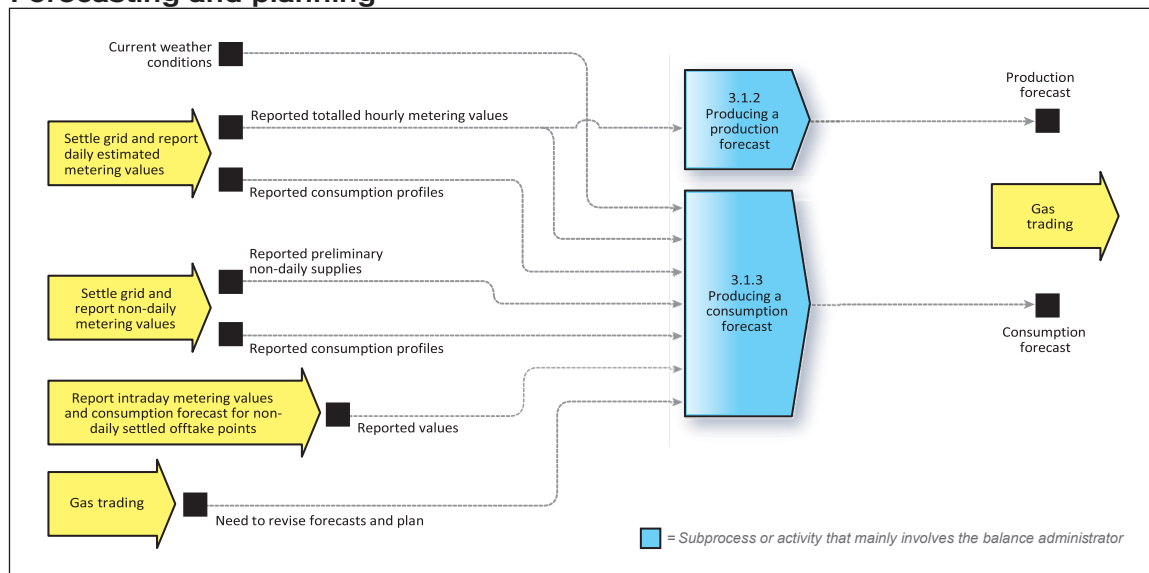 Forecasting and planning
Current weather
conditions
Reported totalled hourly metering values
Settle grid and report
daily estimated
metering values
Reported consumption profiles
Reported preliminary
non-daily supplies
Settle grid and
report non-daily
metering values
Reported consumption profiles
Report intraday metering values
and consumption forecast for non-
daily settled offtake points
Reported values
Gas trading
Need to revise forecasts and plan
3.1.2
Producing a
production
forecast
3.1.3
Producing a
consumption
forecast
Production
forecast
Gas
trading
Consumption
forecast
= Subprocess or activity that mainly involves the balance administrator